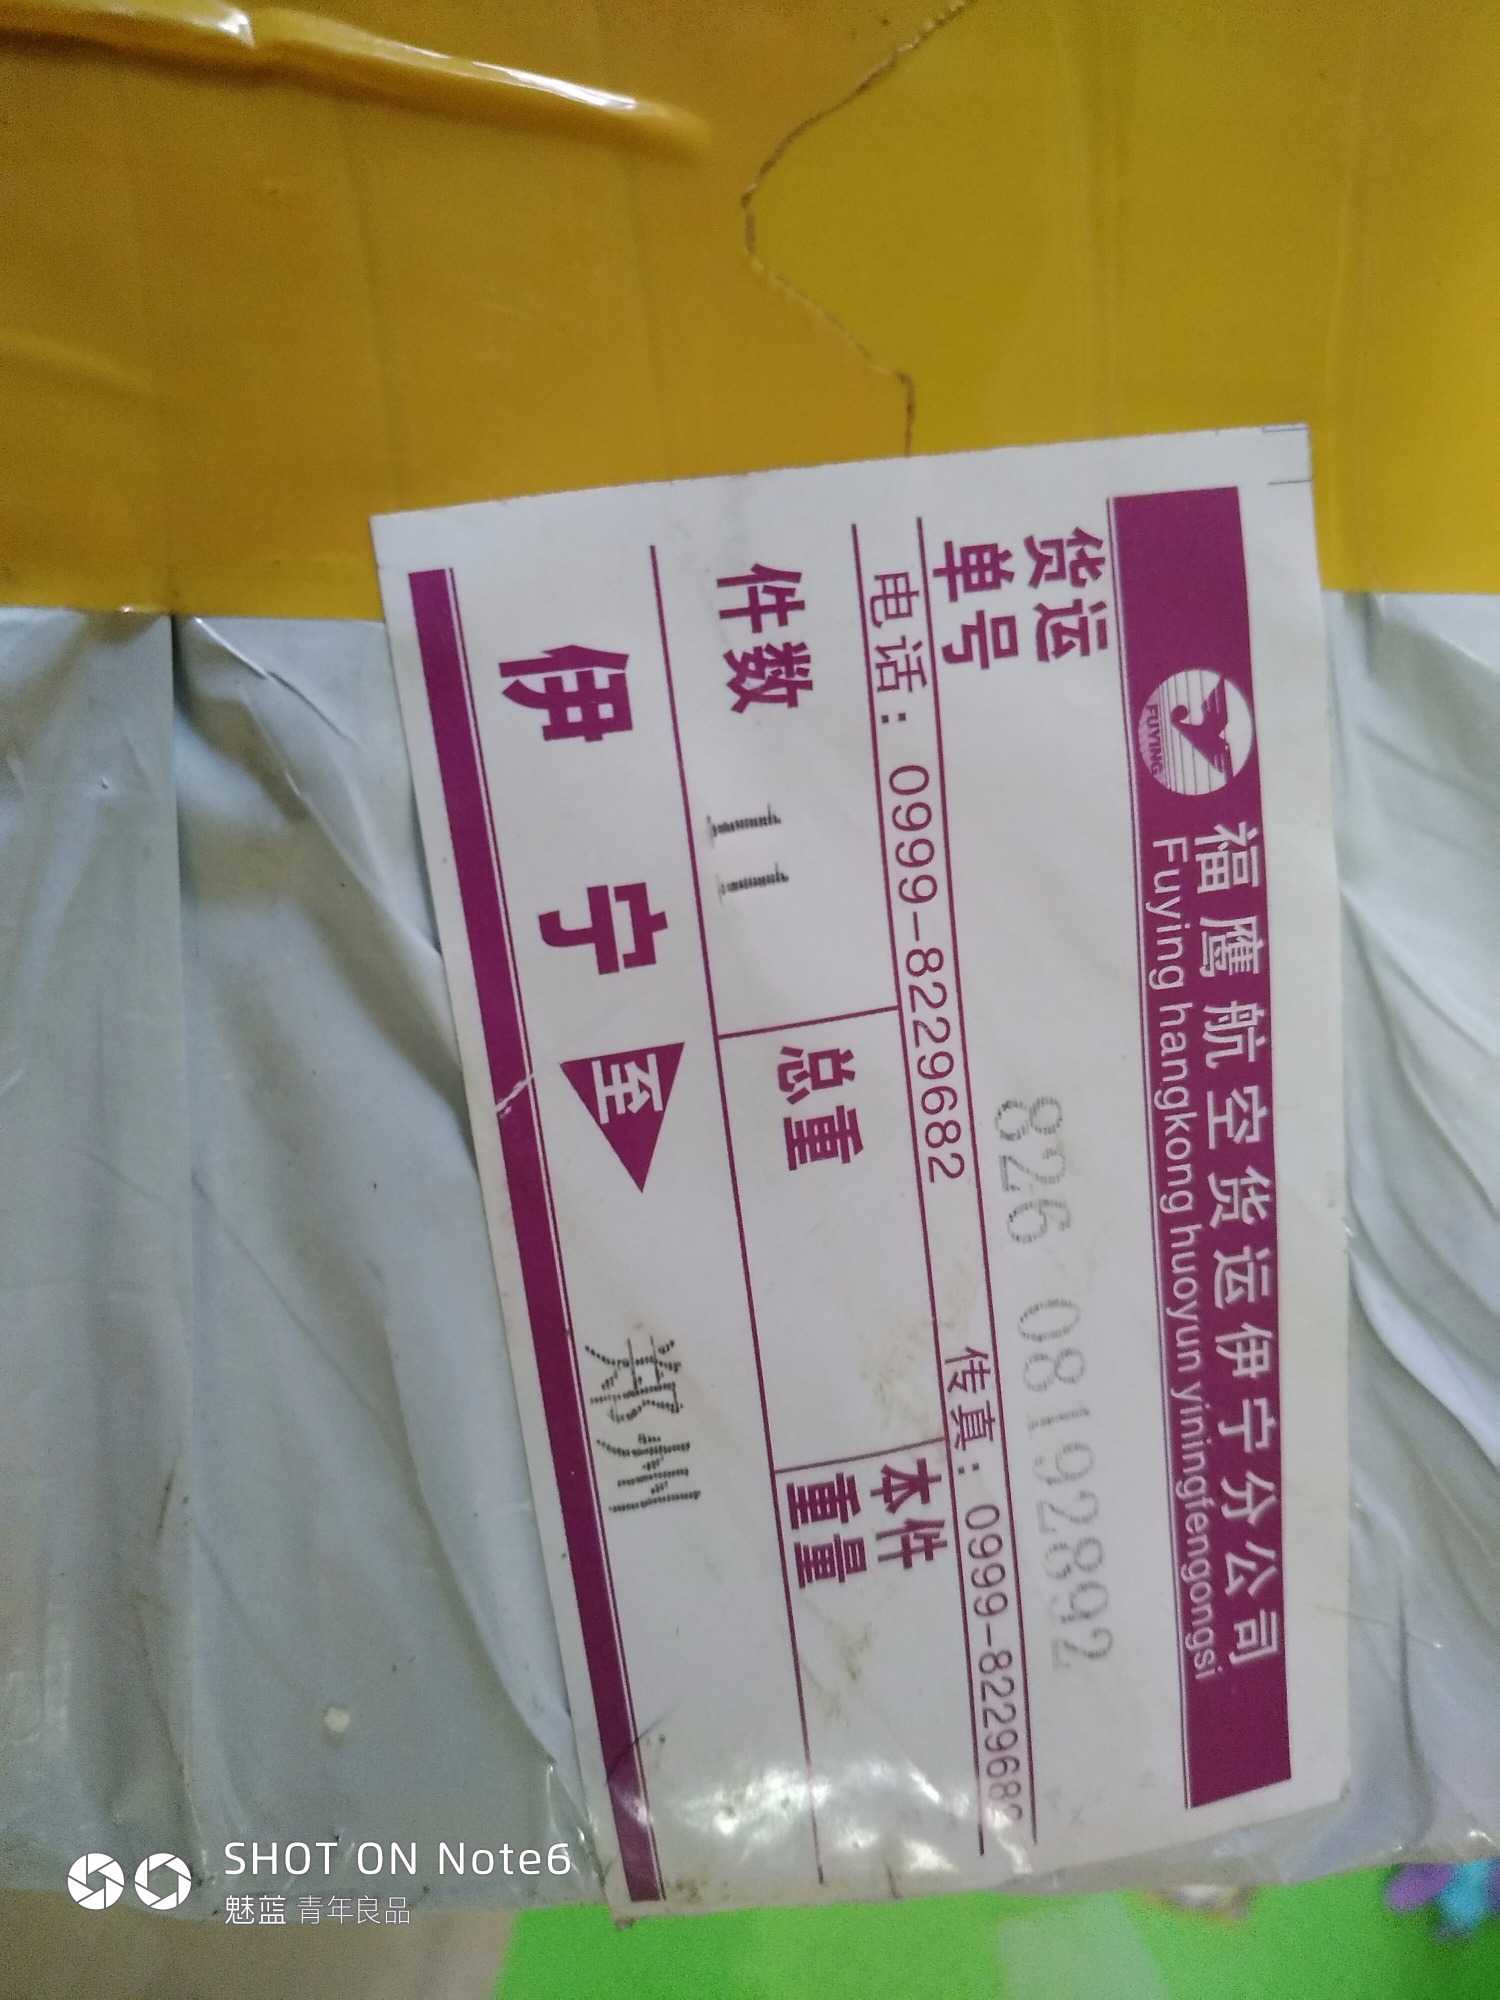 FUYING
福鹰航空货运伊宁分公司
Fuying hangkong huoyun yiningfengongsi
货运
单号
826 08192892
电话：0999-8229682 传真：0999-8229682
件数 11 总重 本件
重量
伊宁 至 郑州
SHOT ON Note6
魅蓝 青年良品